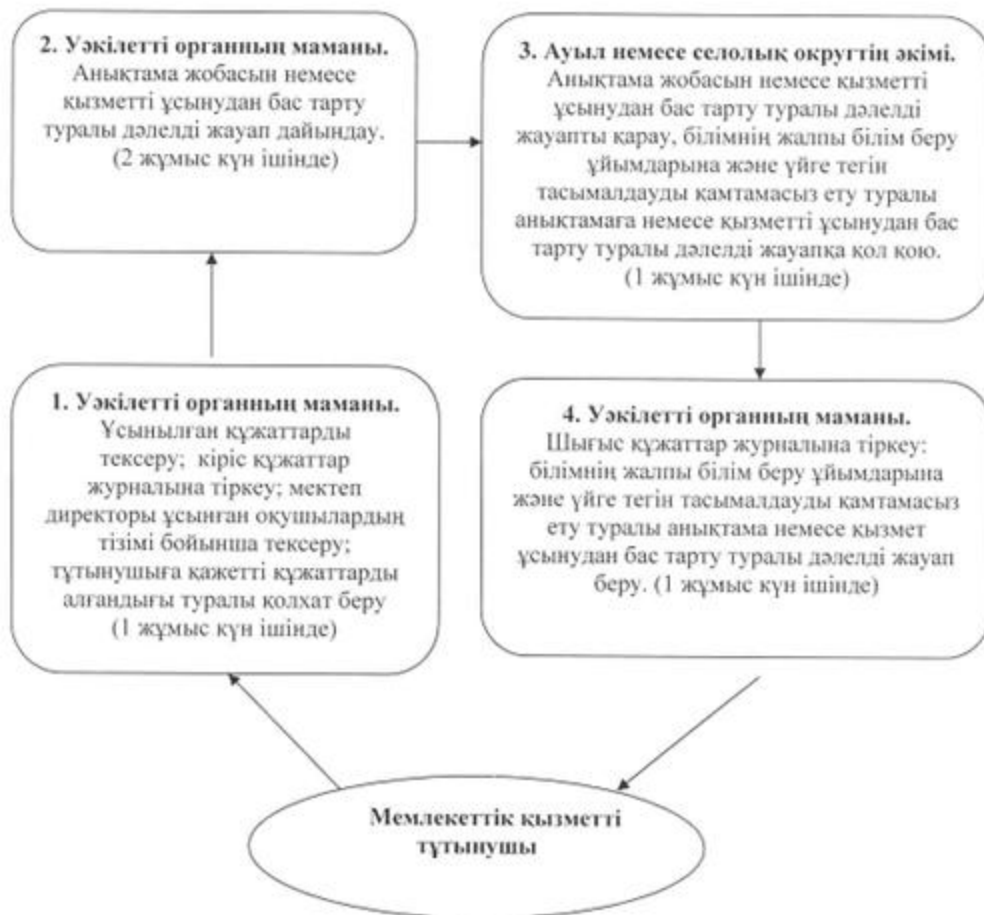 2. Уәкілетті органның маманы.
Анықтама жобасын немесе
қызметті ұсынудан бас тарту
туралы дәлелді жауап дайындау.
(2 жұмыс күн ішінде)
3. Ауыл немесе селолық округтің әкімі.
Анықтама жобасын немесе қызметті
ұсынудан бас тарту туралы дәлелді
жауапты қарау, білімнің жалпы білім беру
ұйымдарына және үйге тегін
тасымалдауды қамтамасыз ету туралы
анықтамаға немесе қызметті ұсынудан бас
тарту туралы дәлелді жауапқа қол қою.
(1 жұмыс күн ішінде)
1. Уәкілетті органның маманы.
Ұсынылған құжаттарды
тексеру; кіріс құжаттар
журналына тіркеу; мектеп
директоры ұсынған оқушылардың
тізімі бойынша тексеру;
тұтынушыға қажетті құжаттарды
алғандығы туралы қолхат беру
(1 жұмыс күн ішінде)
4. Уәкілетті органның маманы.
Шығыс құжаттар журналына тіркеу;
білімнің жалпы білім беру ұйымдарына
және үйге тегін тасымалдауды қамтамасыз
ету туралы анықтама немесе қызмет
ұсынудан бас тарту туралы дәлелді жауап
беру. (1 жұмыс күн ішінде)
Мемлекеттік қызметті
тұтынушы